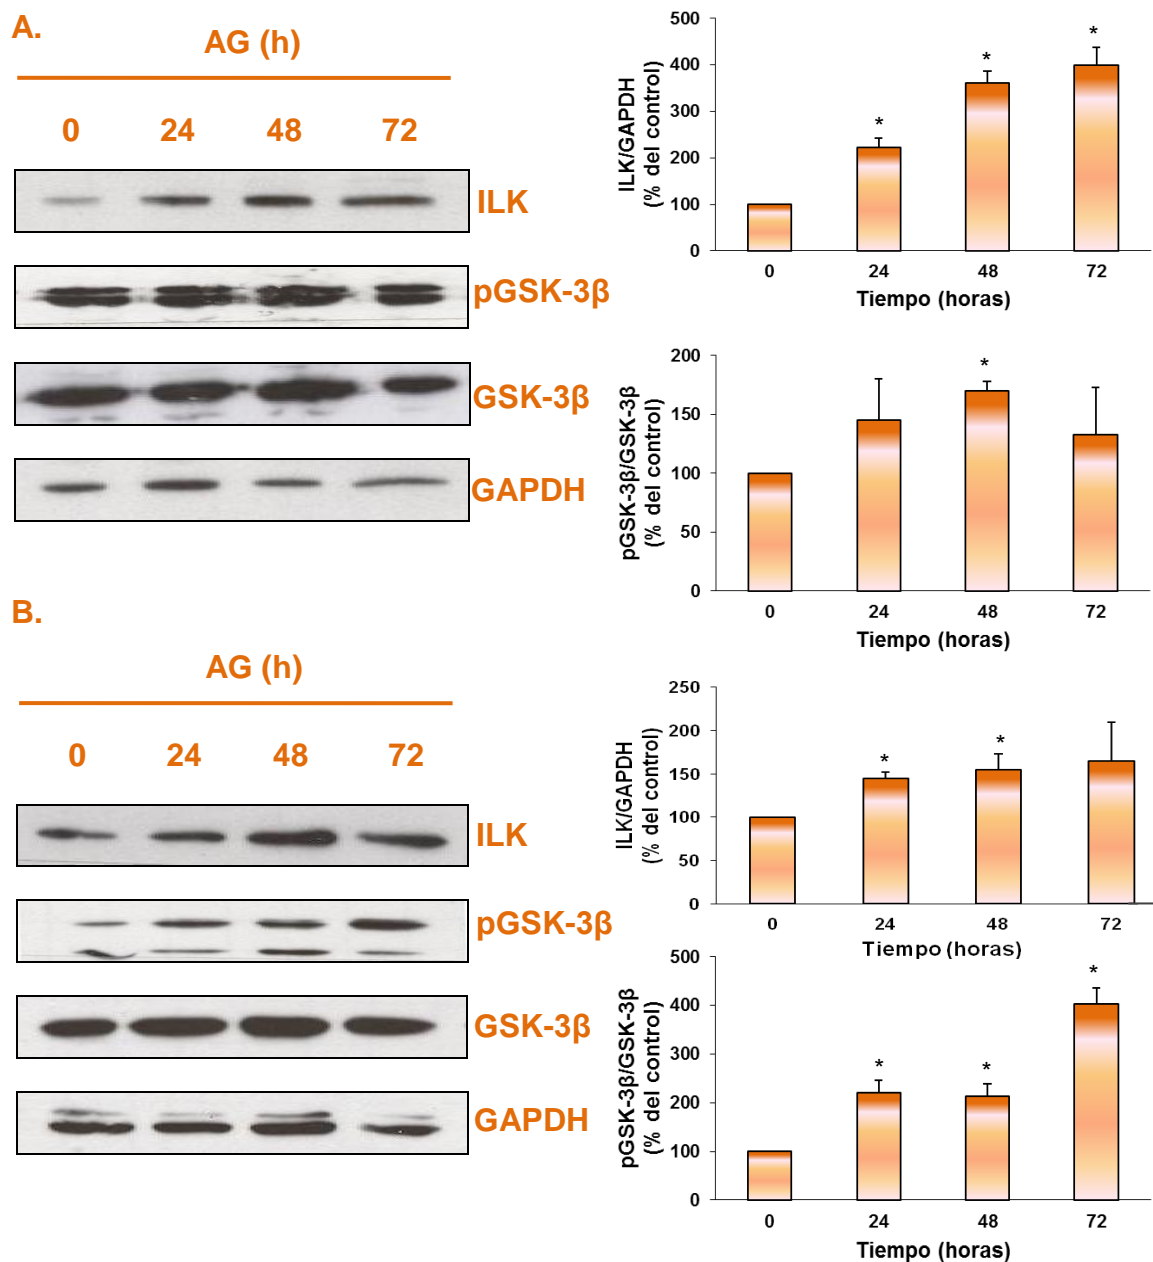 A.
AG (h)
0 24 48 72
ILK
pGSK-3β
GSK-3β
GAPDH
ILK/GAPDH
(% del control)
500
400
300
200
100
0
* * *
0 24 48 72
Tiempo (horas)
pGSK-3β/GSK-3β
(% del control)
200
150
100
50
0
*
0 24 48 72
Tiempo (horas)
B.
AG (h)
0 24 48 72
ILK
pGSK-3β
GSK-3β
GAPDH
ILK/GAPDH
(% del control)
250
200
150
100
50
0
* *
0 24 48 72
Tiempo (horas)
pGSK-3β/GSK-3β
(% del control)
500
400
300
200
100
0
* * *
0 24 48 72
Tiempo (horas)